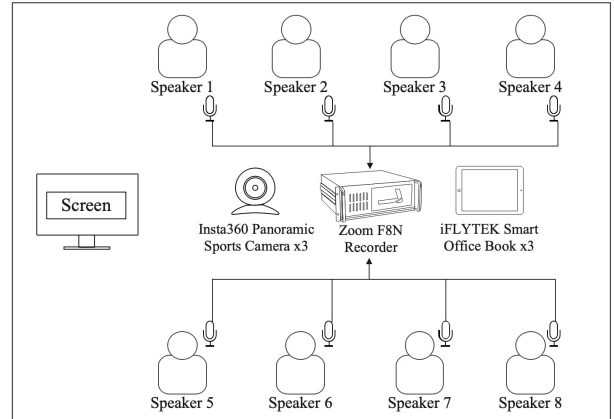 Speaker 1 Speaker 2 Speaker 3 Speaker 4
Screen
Insta360 Panoramic
Sports Camera x3
Zoom F8N
Recorder
iFLYTEK Smart
Office Book x3
Speaker 5 Speaker 6 Speaker 7 Speaker 8